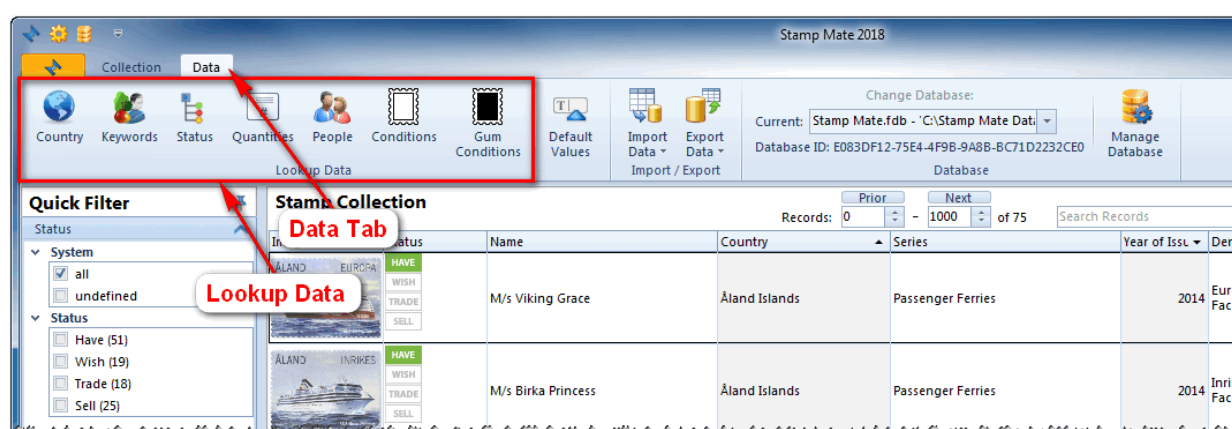 Stamp Mate 2018
Collection Data
Country Keywords Status Quantities People Conditions Gum Conditions
Default Values
Import Data Export Data
Change Database:
Current: Stamp Mate.fdb - 'C:\Stamp Mate Dat
Database ID: E083DF12-75E4-4F9B-9A8B-BC71D2232CE0
Manage Database
Lookup Data Import / Export Database
Quick Filter
Stamp Collection
Prior Next
Records: 0 - 1000 of 75 Search Records
Data Tab
Lookup Data
Status
System
all
undefined
Status
Have (51)
Wish (19)
Trade (18)
Sell (25)
Status Name Country Series Year of Issu
ÅLAND EUROPA
HAVE
WISH
TRADE
SELL
M/s Viking Grace Åland Islands Passenger Ferries 2014
Eur
Fac
ÅLAND INRIKES
HAVE
WISH
TRADE
SELL
M/s Birka Princess Åland Islands Passenger Ferries 2014
Inri
Fac